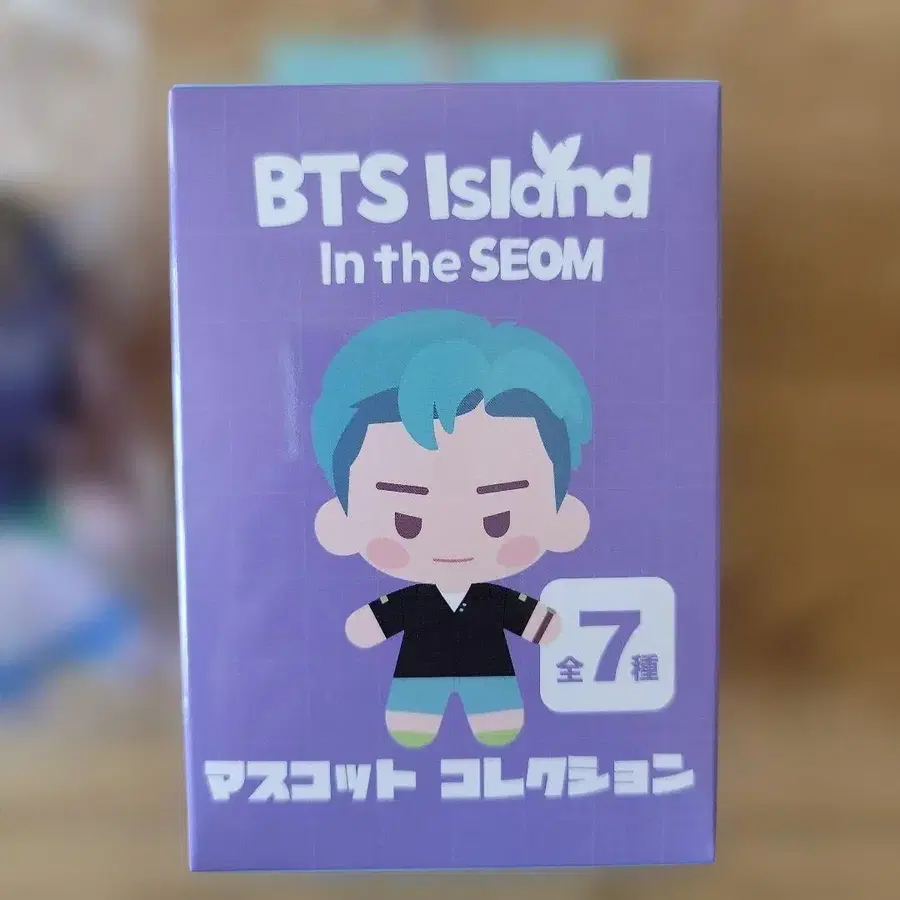 BTS Island
In the SEOM
全7種
マスコット コレクション